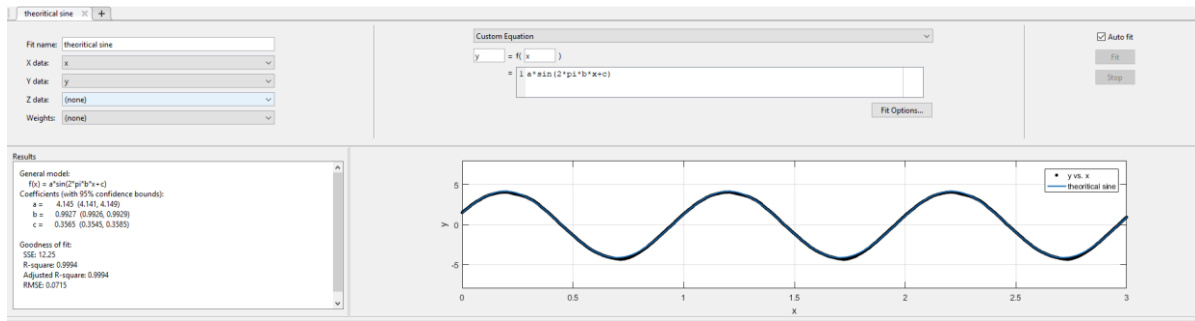 theoritical sine
Fit name: theoritical sine
X data: x
Y data: y
Z data: (none)
Weights: (none)
Custom Equation
y = f( x )
= 1 a*sin(2*pi*b*x+c)
Fit Options...
Auto fit
Fit
Stop
Results
General model:
f(x) = a*sin(2*pi*b*x+c)
Coefficients (with 95% confidence bounds):
a = 4.145 (4.141, 4.149)
b = 0.9927 (0.9926, 0.9929)
c = 0.3565 (0.3545, 0.3585)
Goodness of fit:
SSE: 12.25
R-square: 0.9994
Adjusted R-square: 0.9994
RMSE: 0.0715
y vs. x
theoritical sine
5
0
-5
y
0 0.5 1 1.5 2 2.5 3
x